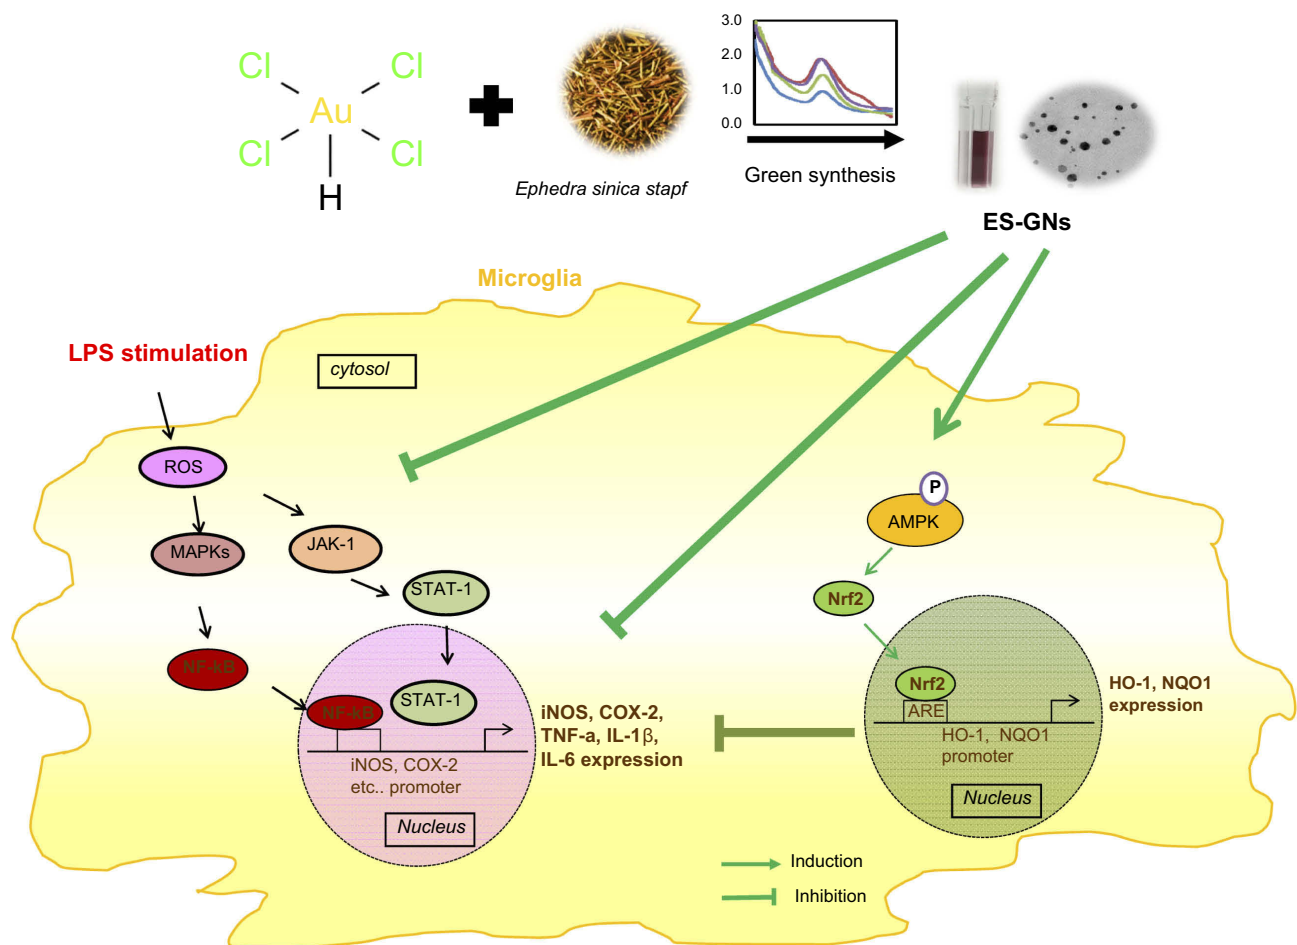 Cl
Cl
Au
Cl
Cl
H
Ephedra sinica stapf
3.0
2.0
1.0
0.0
Green synthesis
ES-GNs
Microglia
LPS stimulation
cytosol
ROS
MAPKs
JAK-1
STAT-1
NF-kB
NF-kB
STAT-1
iNOS, COX-2
etc.. promoter
Nucleus
iNOS, COX-2,
TNF-a, IL-1β,
IL-6 expression
P
AMPK
Nrf2
Nrf2
ARE
HO-1, NQO1
promoter
Nucleus
HO-1, NQO1
expression
Induction
Inhibition